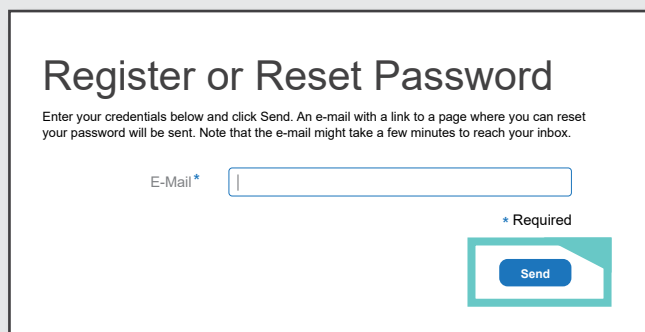 Register or Reset Password
Enter your credentials below and click Send. An e-mail with a link to a page where you can reset
your password will be sent. Note that the e-mail might take a few minutes to reach your inbox.
E-Mail*
* Required
Send